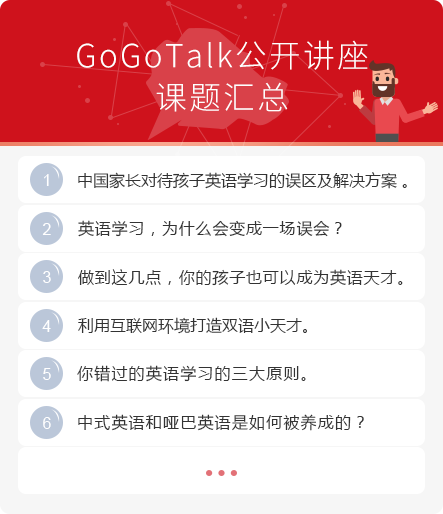 GoGoTalk公开讲座
课题汇总
1 中国家长对待孩子英语学习的误区及解决方案。
2 英语学习，为什么会变成一场误会？
3 做到这几点，你的孩子也可以成为英语天才。
4 利用互联网环境打造双语小天才。
5 你错过的英语学习的三大原则。
6 中式英语和哑巴英语是如何被养成的？